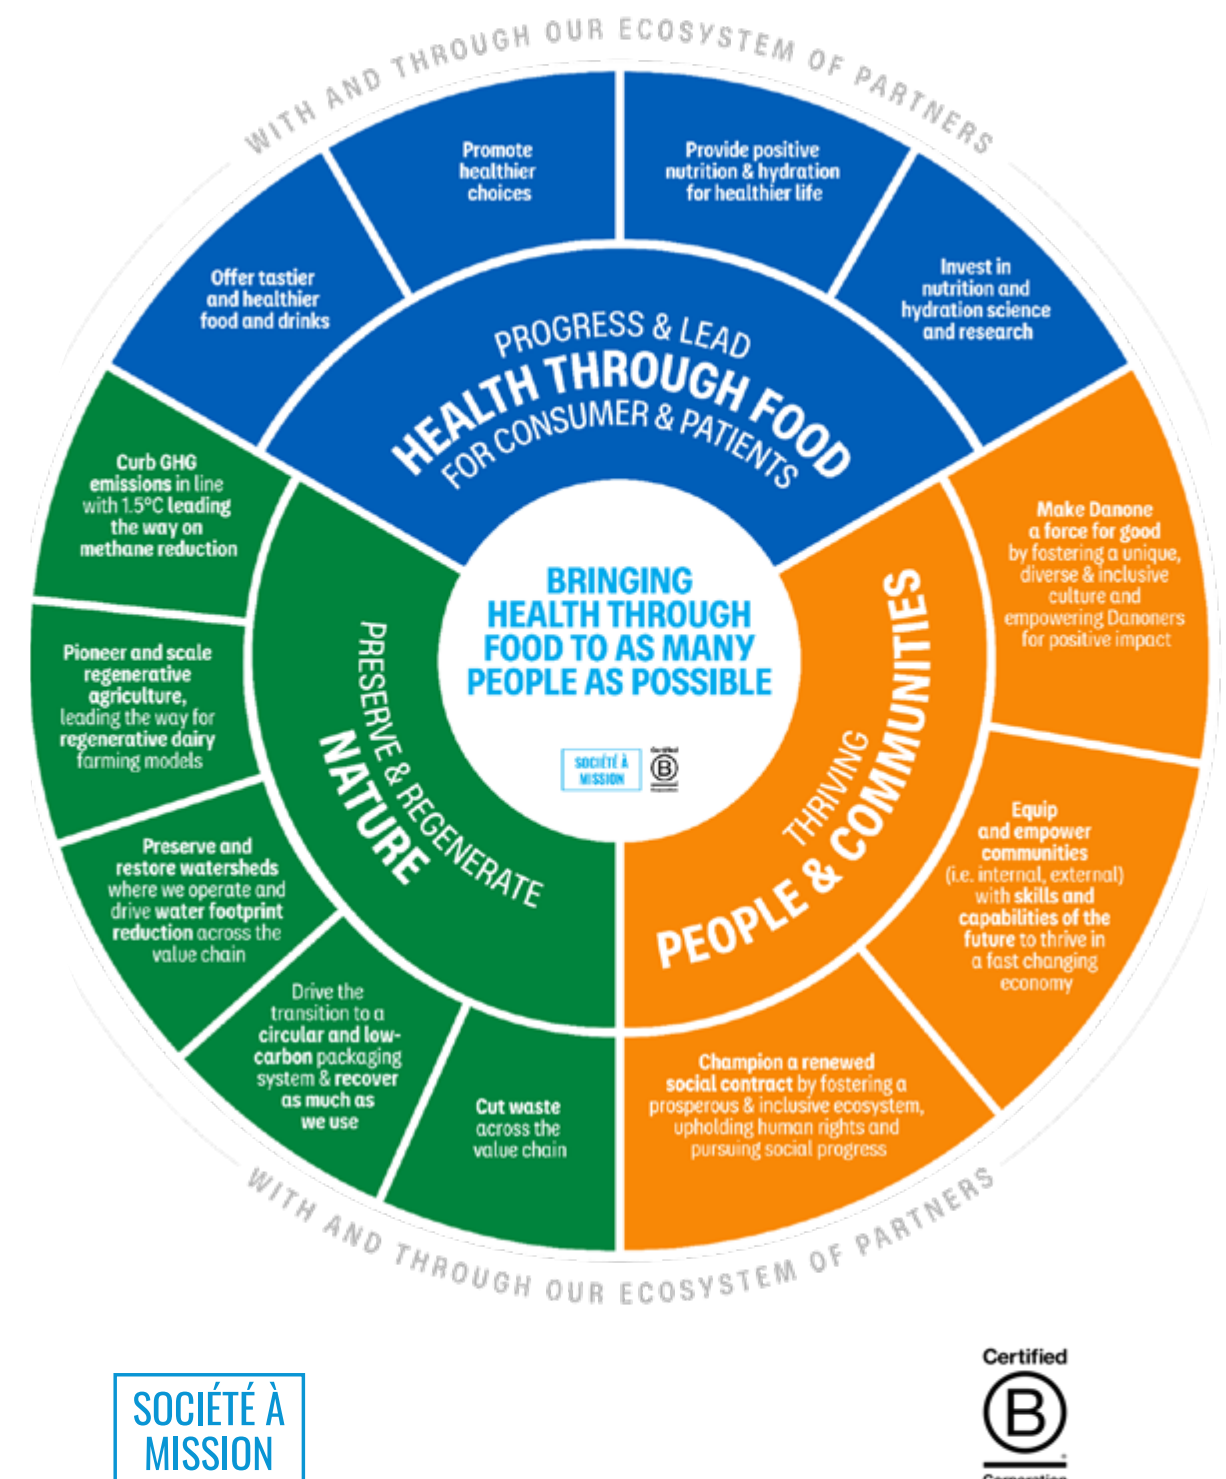 WITH AND THROUGH OUR ECOSYSTEM OF PARTNERS
Promote
healthier
choices
Provide positive
nutrition & hydration
for healthier life
Offer tastier
and healthier
food and drinks
Invest in
nutrition and
hydration science
and research
PROGRESS & LEAD
HEALTH THROUGH FOOD
FOR CONSUMER & PATIENTS
Curb GHG
emissions in line
with 1.5°C leading
the way on
methane reduction
Pioneer and scale
regenerative
agriculture,
leading the way for
regenerative dairy
farming models
Preserve and
restore watersheds
where we operate and
drive water footprint
reduction across the
value chain
Drive the
transition to a
circular and low-
carbon packaging
system & recover
as much as
we use
Cut waste
across the
value chain
PRESERVE & REGENERATE
NATURE
BRINGING
HEALTH THROUGH
FOOD TO AS MANY
PEOPLE AS POSSIBLE
SOCIÉTÉ À
MISSION
Certified
B
Corporation
THRIVING
PEOPLE & COMMUNITIES
Make Danone
a force for good
by fostering a unique,
diverse & inclusive
culture and
empowering Danoners
for positive impact
Equip
and empower
communities
(i.e. internal, external)
with skills and
capabilities of the
future to thrive in
a fast changing
economy
Champion a renewed
social contract by fostering a
prosperous & inclusive ecosystem,
upholding human rights and
pursuing social progress
WITH AND THROUGH OUR ECOSYSTEM OF PARTNERS
SOCIÉTÉ À
MISSION
Certified
B
Corporation